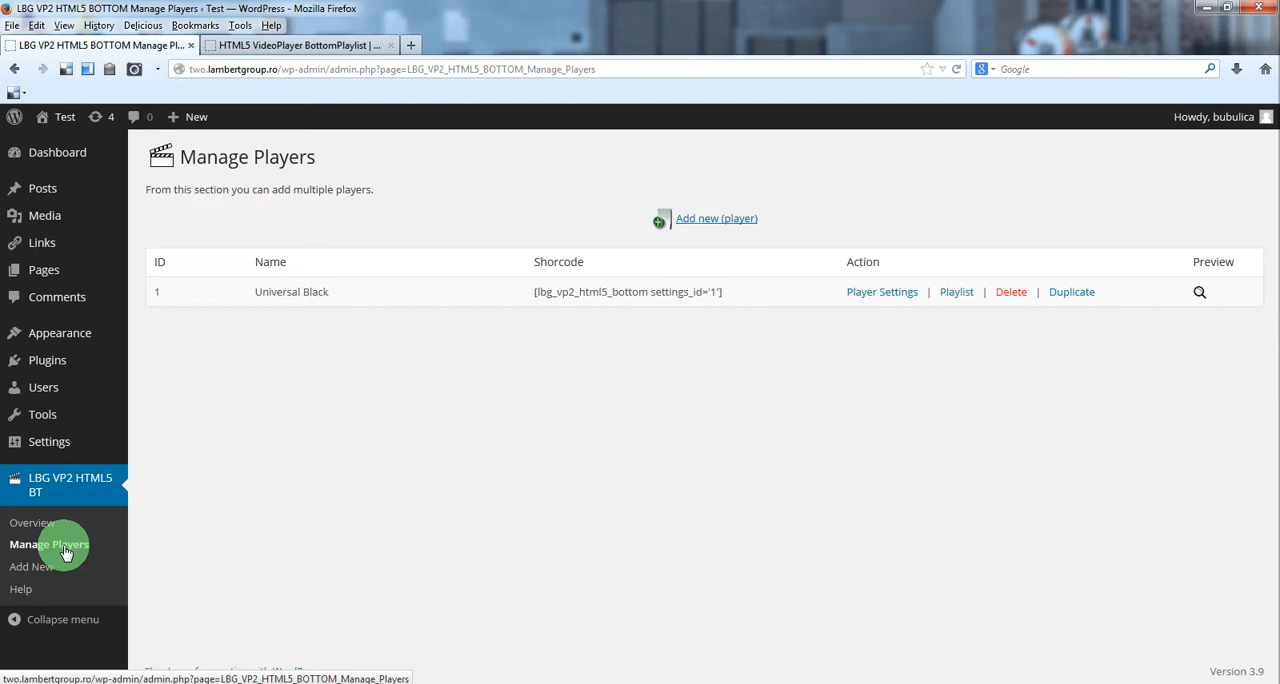 LBG VP2 HTML5 BOTTOM Manage Players ‹ Test — WordPress - Mozilla Firefox
File Edit View History Delicious Bookmarks Tools Help
LBG VP2 HTML5 BOTTOM Manage Pl... × HTML5 VideoPlayer BottomPlaylist | ... × +
two.lambertgroup.ro/wp-admin/admin.php?page=LBG_VP2_HTML5_BOTTOM_Manage_Players Google
Test 4 0 + New Howdy, bubulica
Dashboard
Posts
Media
Links
Pages
Comments
Appearance
Plugins
Users
Tools
Settings
LBG VP2 HTML5
BT
Overview
Manage Players
Add New
Help
Collapse menu
Manage Players
From this section you can add multiple players.
Add new (player)
ID Name Shorcode Action Preview
1 Universal Black [lbg_vp2_html5_bottom settings_id='1'] Player Settings | Playlist | Delete | Duplicate
Version 3.9
two.lambertgroup.ro/wp-admin/admin.php?page=LBG_VP2_HTML5_BOTTOM_Manage_Players